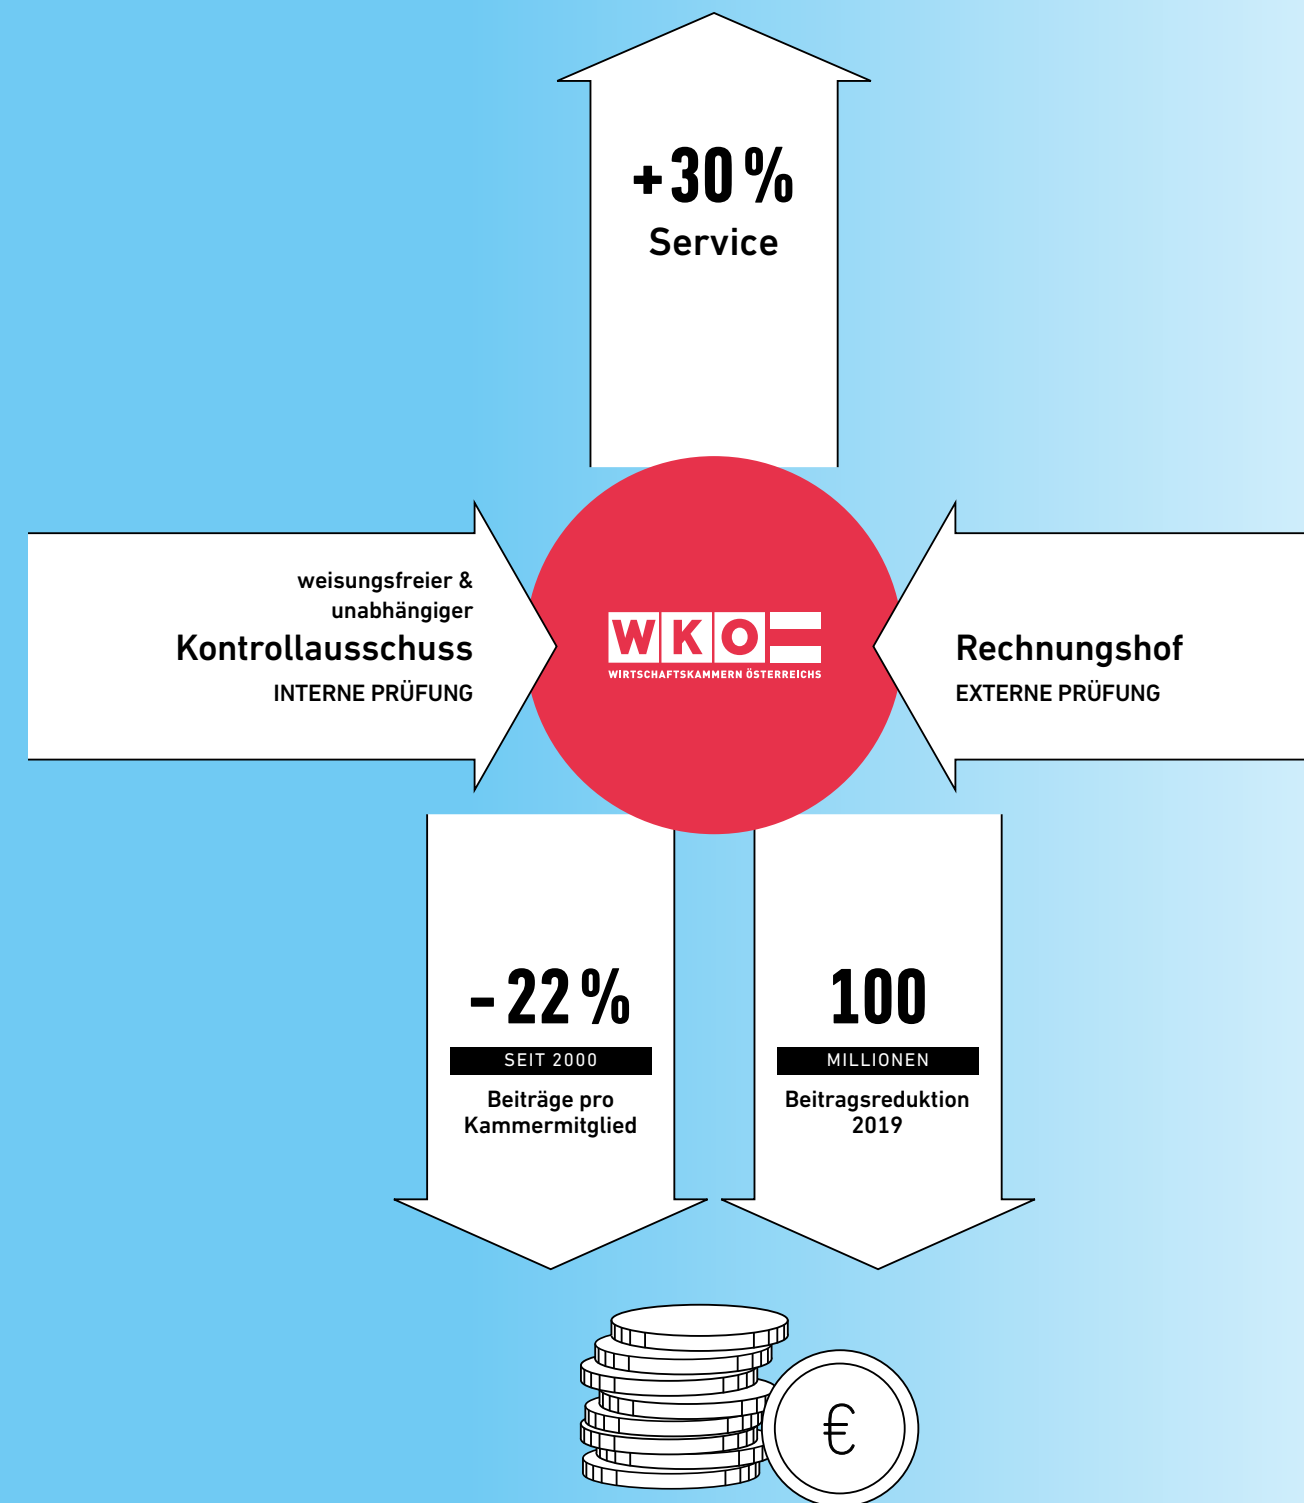 +30%
Service
weisungsfreier &
unabhängiger
Kontrollausschuss
INTERNE PRÜFUNG
WKO
WIRTSCHAFTSKAMMERN ÖSTERREICHS
Rechnungshof
EXTERNE PRÜFUNG
-22%
SEIT 2000
Beiträge pro
Kammermitglied
100
MILLIONEN
Beitragsreduktion
2019
€